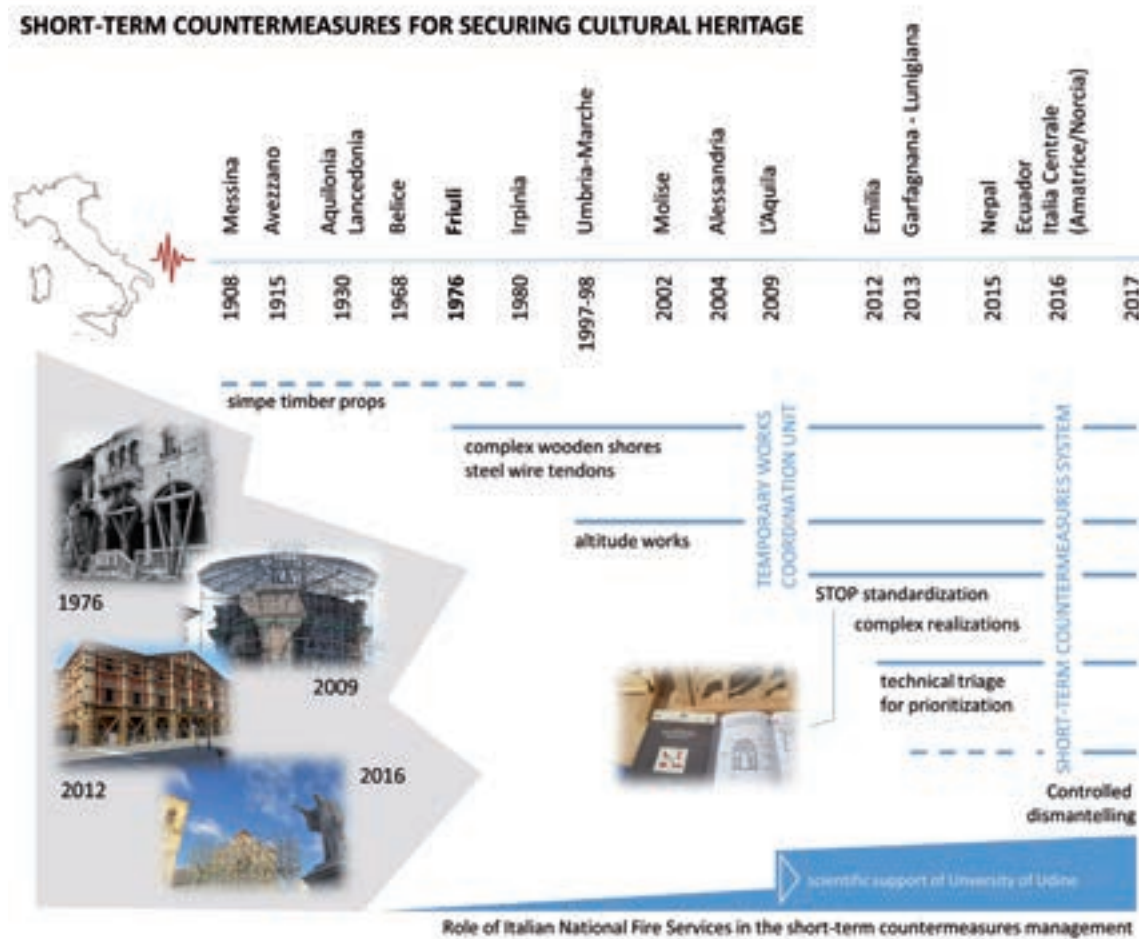 SHORT-TERM COUNTERMEASURES FOR SECURING CULTURAL HERITAGE
Messina
Avezzano
Aquilonia
Lancedonia
Belice
Friuli
Irpinia
Umbria-Marche
Molise
Alessandria
L'Aquila
Emilia
Garfagnana - Lunigiana
Nepal
Ecuador
Italia Centrale
(Amatrice/Norcia)
1908
1915
1930
1968
1976
1980
1997-98
2002
2004
2009
2012
2013
2015
2016
2017
simpe timber props
complex wooden shores
steel wire tendons
altitude works
TEMPORARY WORKS
COORDINATION UNIT
STOP standardization
complex realizations
technical triage
for prioritization
SHORT-TERM COUNTERMEASURES SYSTEM
Controlled
dismantelling
1976
2009
2012
2016
scientific support of University of Udine
Role of Italian National Fire Services in the short-term countermeasures management